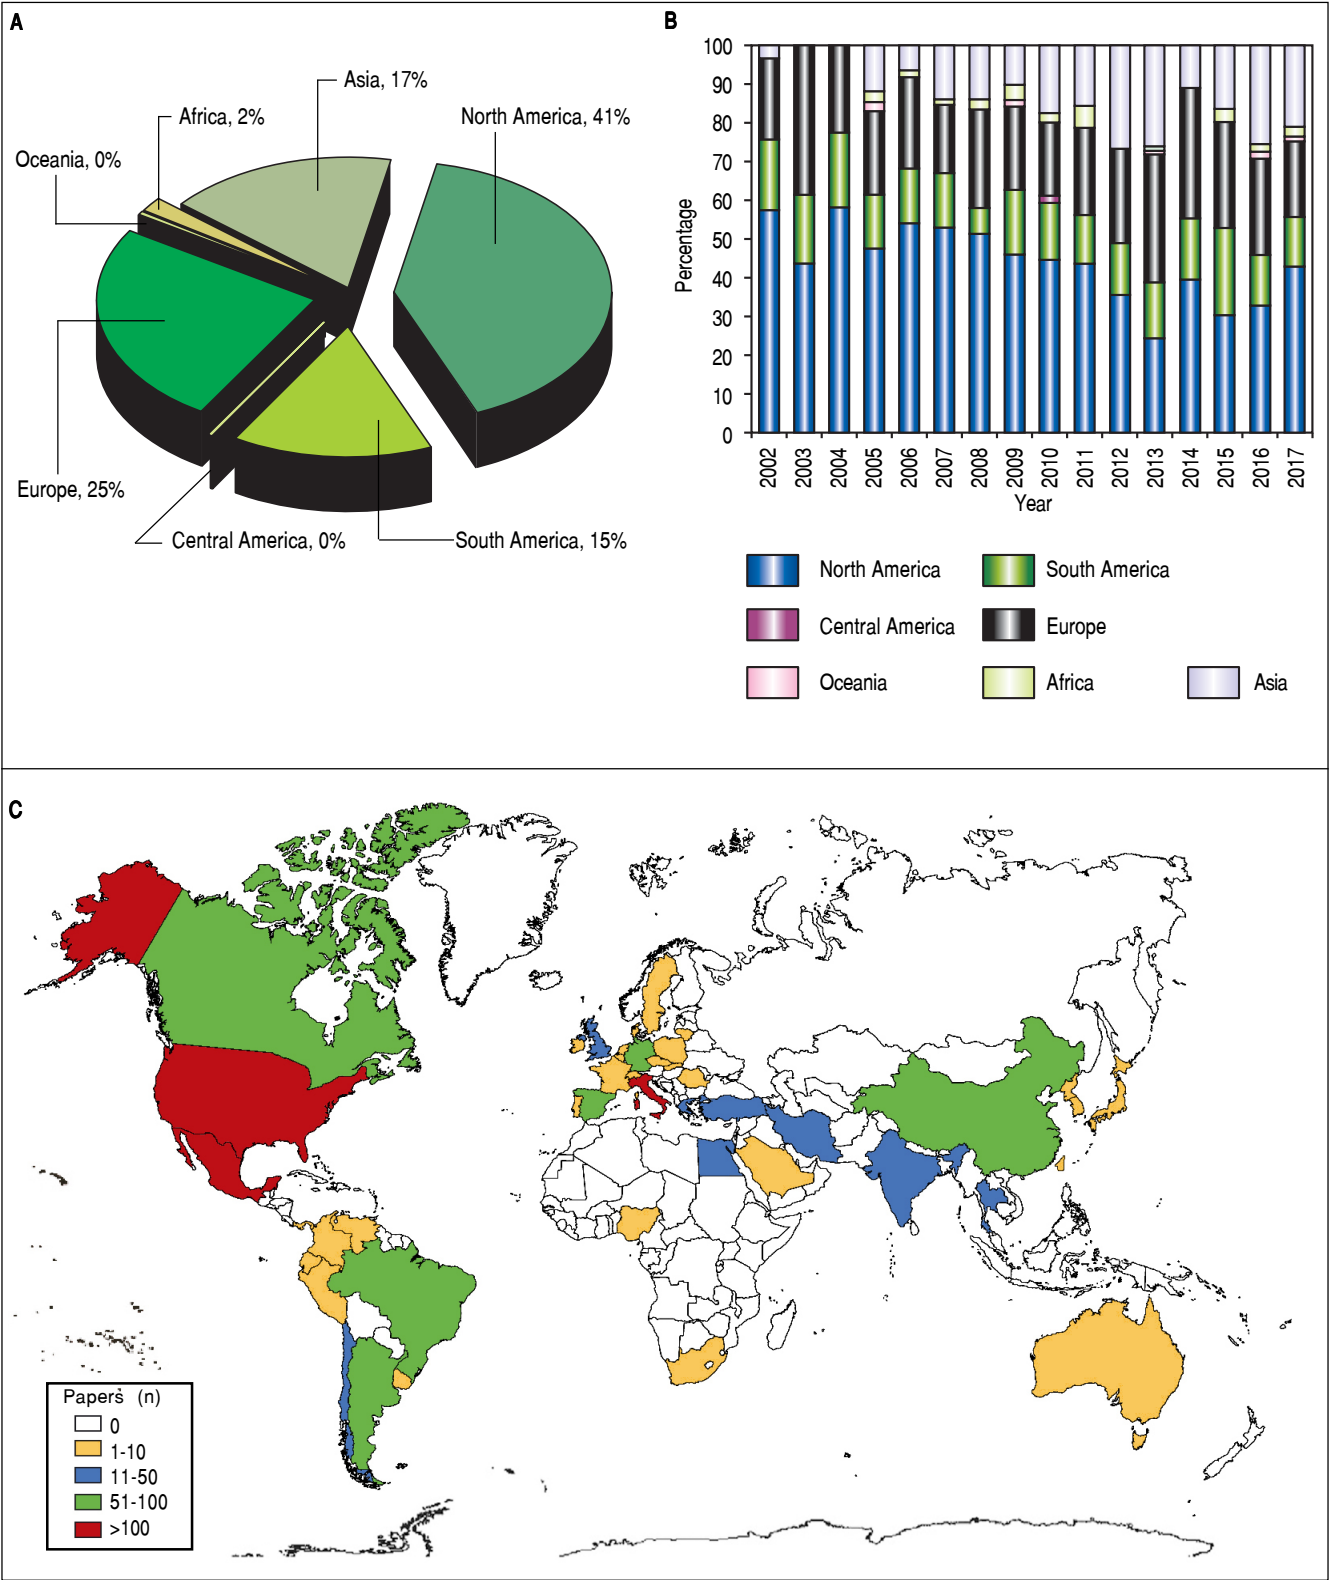 A
Asia, 17%
North America, 41%
Africa, 2%
Oceania, 0%
Europe, 25%
Central America, 0%
South America, 15%
B
100
90
80
70
60
50
40
30
20
10
0
Percentage
2002
2003
2004
2005
2006
2007
2008
2009
2010
2011
2012
2013
2014
2015
2016
2017
Year
North America
South America
Central America
Europe
Oceania
Africa
Asia
C
Papers (n)
0
1-10
11-50
51-100
>100